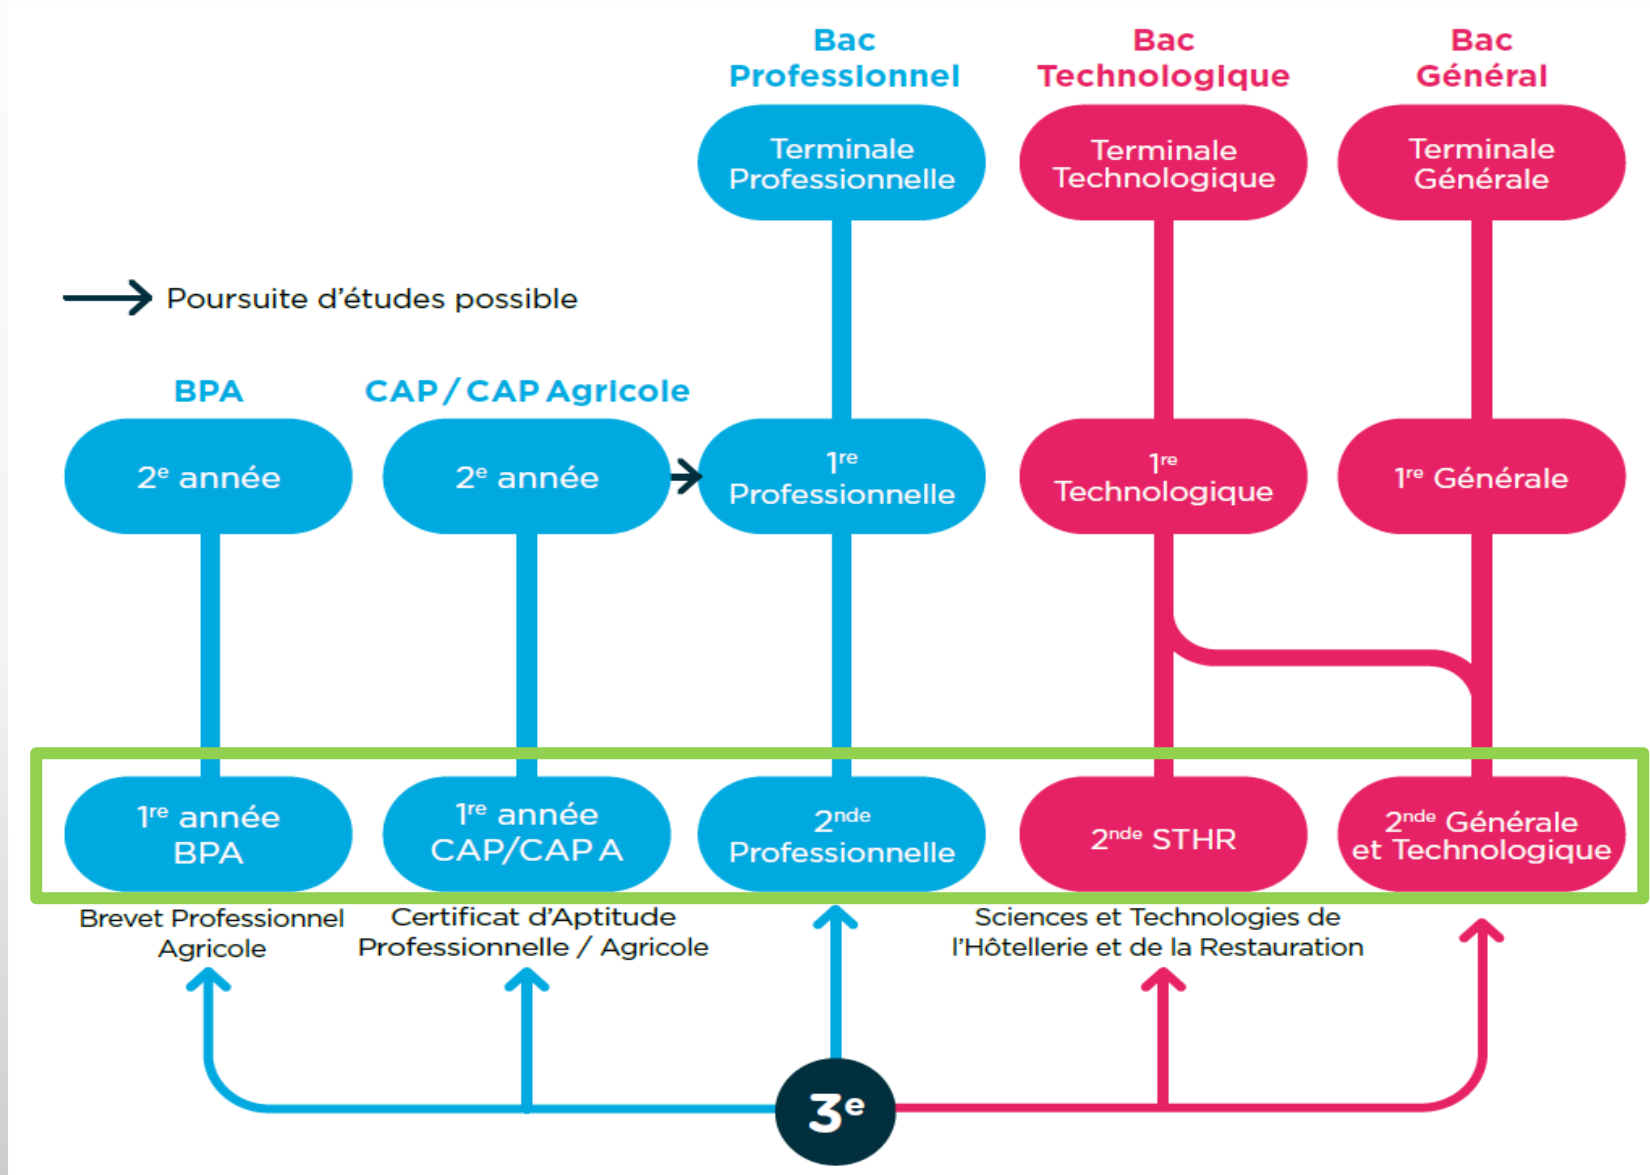 Bac
Professionnel
Bac
Technologique
Bac
Général
Terminale
Professionnelle
Terminale
Technologique
Terminale
Générale
Poursuite d'études possible
BPA
CAP / CAP Agricole
2e année
2e année
1re
Professionnelle
1re
Technologique
1re Générale
1re année
BPA
1re année
CAP/CAP A
2nde
Professionnelle
2nde STHR
2nde Générale
et Technologique
Brevet Professionnel
Agricole
Certificat d'Aptitude
Professionnelle / Agricole
Sciences et Technologies de
l'Hôtellerie et de la Restauration
3e